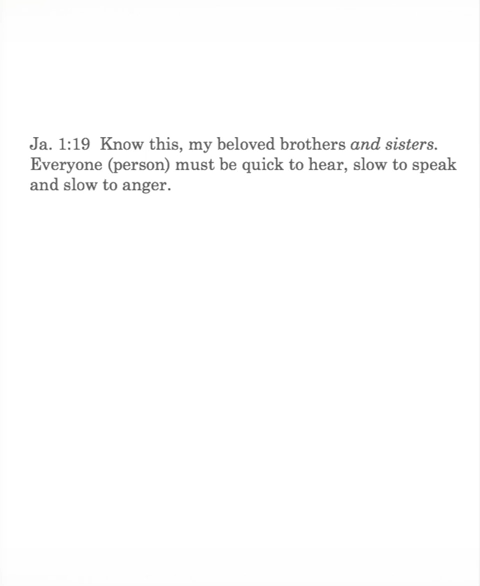 Ja. 1:19  Know this, my beloved brothers and sisters.
Everyone (person) must be quick to hear, slow to speak
and slow to anger.